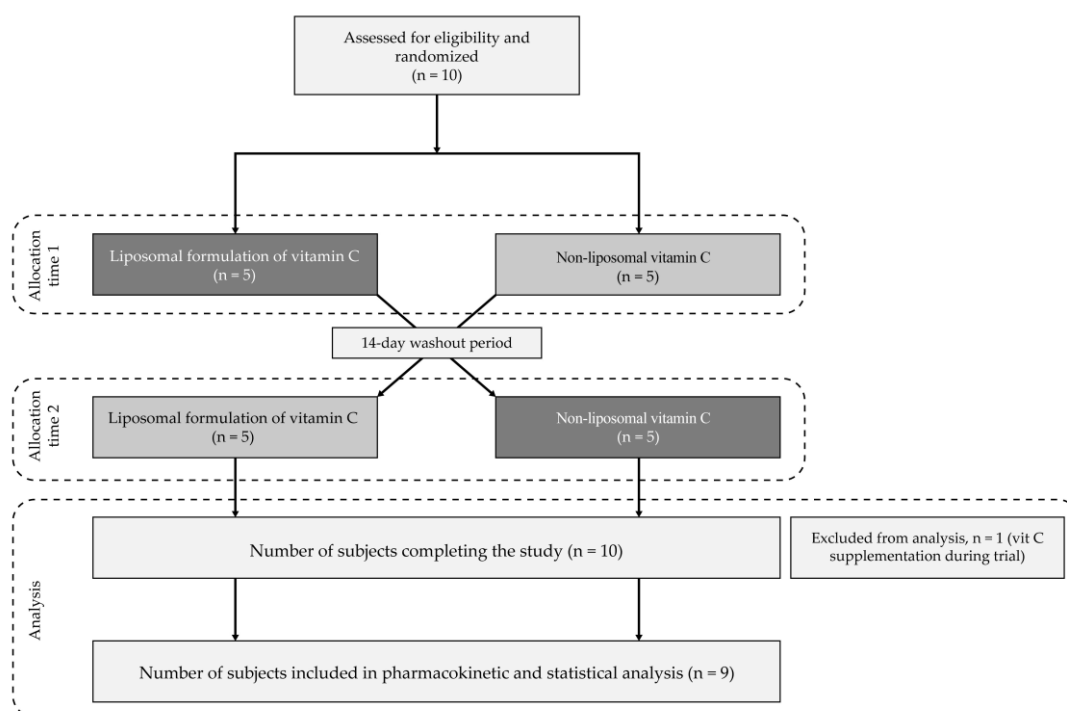 Assessed for eligibility and
randomized
(n = 10)
Allocation
time 1
Liposomal formulation of vitamin C
(n = 5)
Non-liposomal vitamin C
(n = 5)
14-day washout period
Allocation
time 2
Liposomal formulation of vitamin C
(n = 5)
Non-liposomal vitamin C
(n = 5)
Analysis
Number of subjects completing the study (n = 10)
Excluded from analysis, n = 1 (vit C
supplementation during trial)
Number of subjects included in pharmacokinetic and statistical analysis (n = 9)